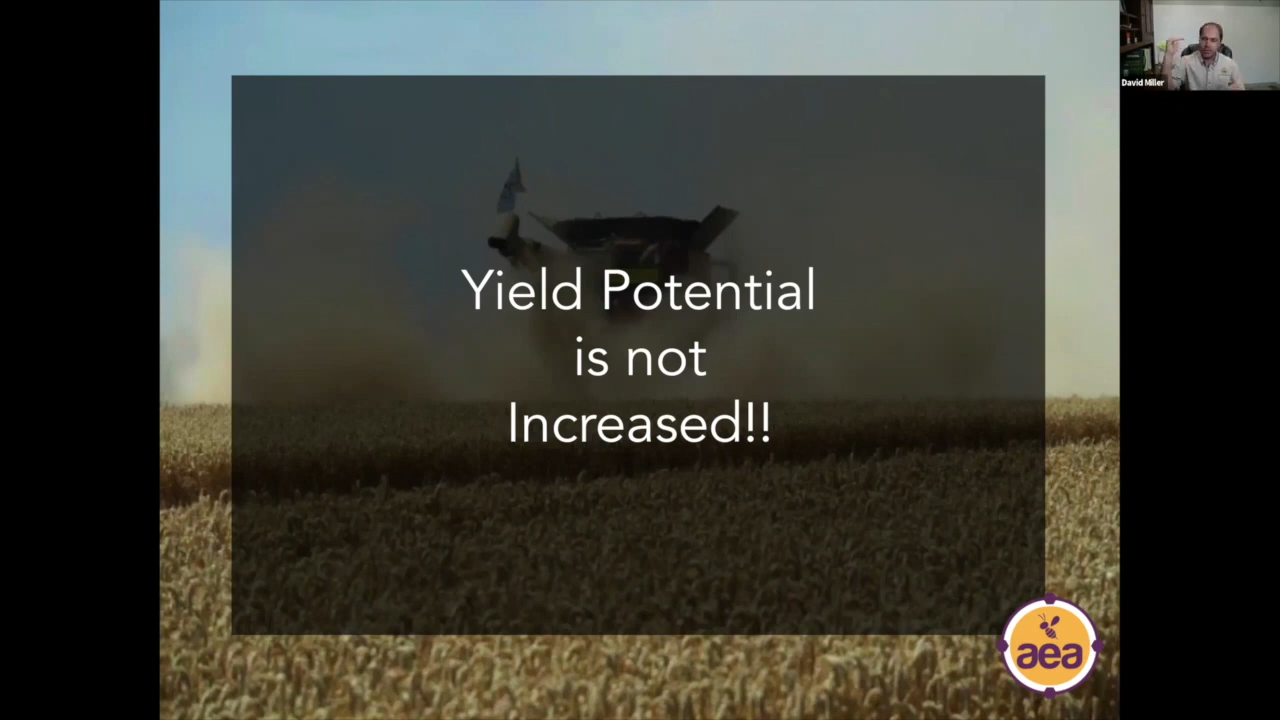 David Miller
Yield Potential
is not
Increased!!
aea